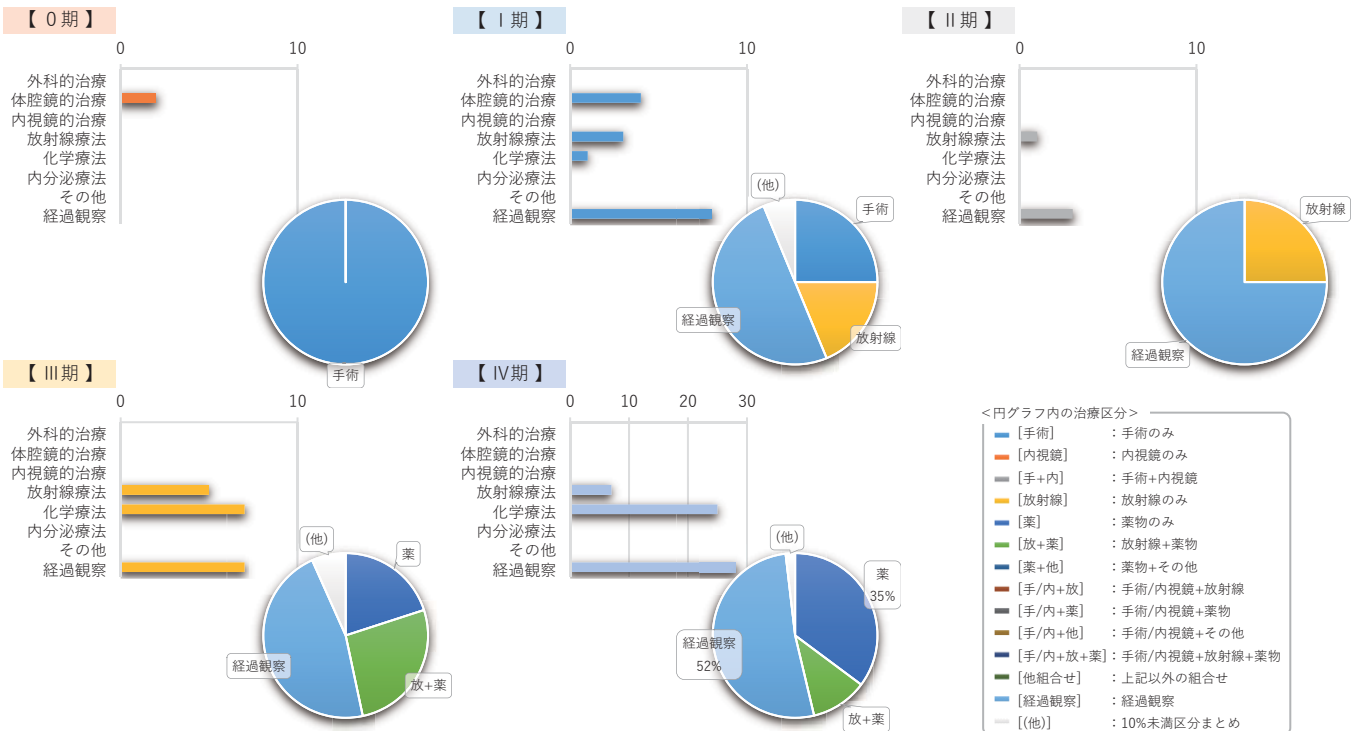 【 0期 】
0
10
外科的治療
体腔鏡的治療
内視鏡的治療
放射線療法
化学療法
内分泌療法
その他
経過観察
手術
【 I期 】
0
10
外科的治療
体腔鏡的治療
内視鏡的治療
放射線療法
化学療法
内分泌療法
その他
経過観察
(他)
手術
経過観察
放射線
【 II期 】
0
10
外科的治療
体腔鏡的治療
内視鏡的治療
放射線療法
化学療法
内分泌療法
その他
経過観察
放射線
経過観察
【 III期 】
0
10
外科的治療
体腔鏡的治療
内視鏡的治療
放射線療法
化学療法
内分泌療法
その他
経過観察
(他)
薬
経過観察
放+薬
【 IV期 】
0
10
20
30
外科的治療
体腔鏡的治療
内視鏡的治療
放射線療法
化学療法
内分泌療法
その他
経過観察
(他)
薬
35%
経過観察
52%
放+薬
<円グラフ内の治療区分>
[手術] :手術のみ
[内視鏡] :内視鏡のみ
[手+内] :手術+内視鏡
[放射線] :放射線のみ
[薬] :薬物のみ
[放+薬] :放射線+薬物
[薬+他] :薬物+その他
[手/内+放] :手術/内視鏡+放射線
[手/内+薬] :手術/内視鏡+薬物
[手/内+他] :手術/内視鏡+その他
[手/内+放+薬] :手術/内視鏡+放射線+薬物
[他組合せ] :上記以外の組合せ
[経過観察] :経過観察
[(他)] :10%未満区分まとめ